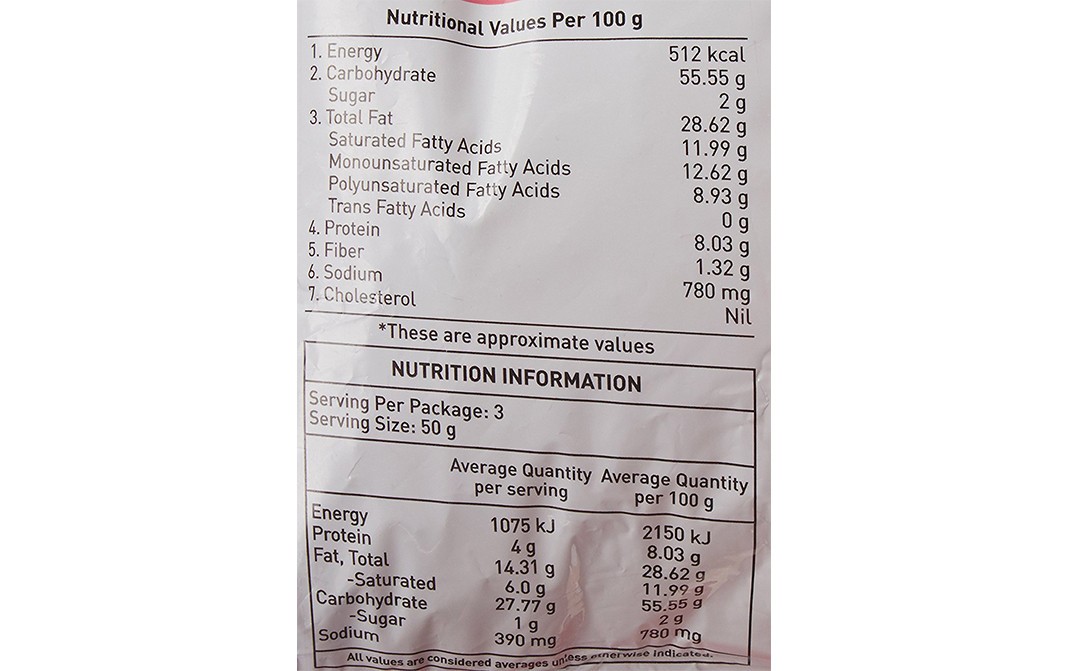 Nutritional Values Per 100 g
1. Energy 512 kcal
2. Carbohydrate 55.55 g
Sugar 2 g
3. Total Fat 28.62 g
Saturated Fatty Acids 11.99 g
Monounsaturated Fatty Acids 12.62 g
Polyunsaturated Fatty Acids 8.93 g
Trans Fatty Acids 0 g
4. Protein 8.03 g
5. Fiber 1.32 g
6. Sodium 780 mg
7. Cholesterol Nil
*These are approximate values
NUTRITION INFORMATION
Serving Per Package: 3
Serving Size: 50 g
Average Quantity Average Quantity
per serving per 100 g
Energy 1075 kJ 2150 kJ
Protein 4 g 8.03 g
Fat, Total 14.31 g 28.62 g
-Saturated 6.0 g 11.99 g
Carbohydrate 27.77 g 55.55 g
-Sugar 1 g 2 g
Sodium 390 mg 780 mg
All values are considered averages unless otherwise indicated.